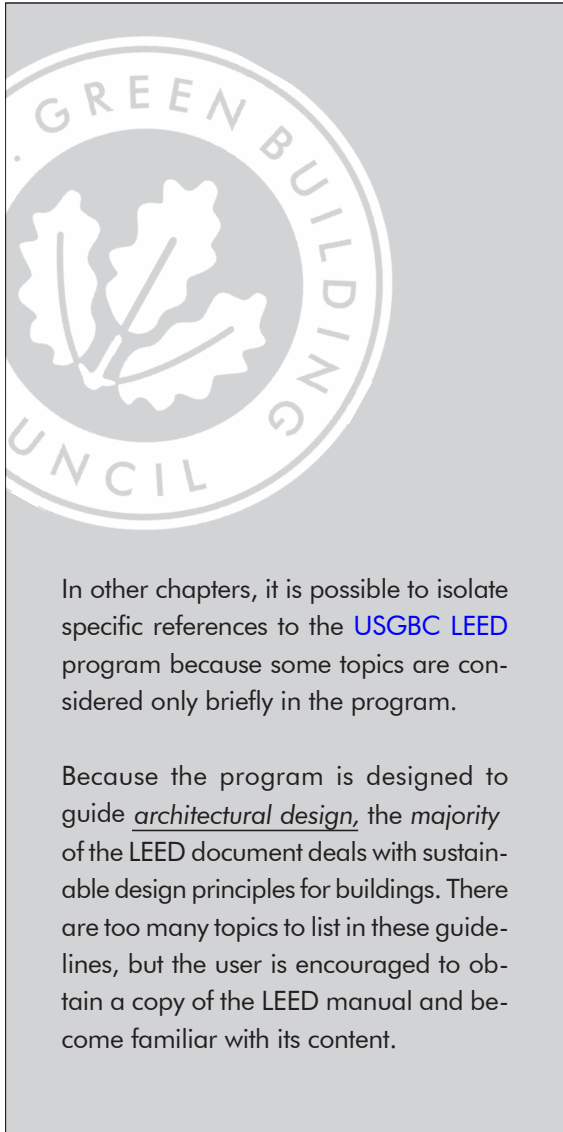 . GREEN BUILDING
UNCIL
In other chapters, it is possible to isolate
specific references to the USGBC LEED
program because some topics are con-
sidered only briefly in the program.
Because the program is designed to
guide architectural design, the majority
of the LEED document deals with sustain-
able design principles for buildings. There
are too many topics to list in these guide-
lines, but the user is encouraged to ob-
tain a copy of the LEED manual and be-
come familiar with its content.